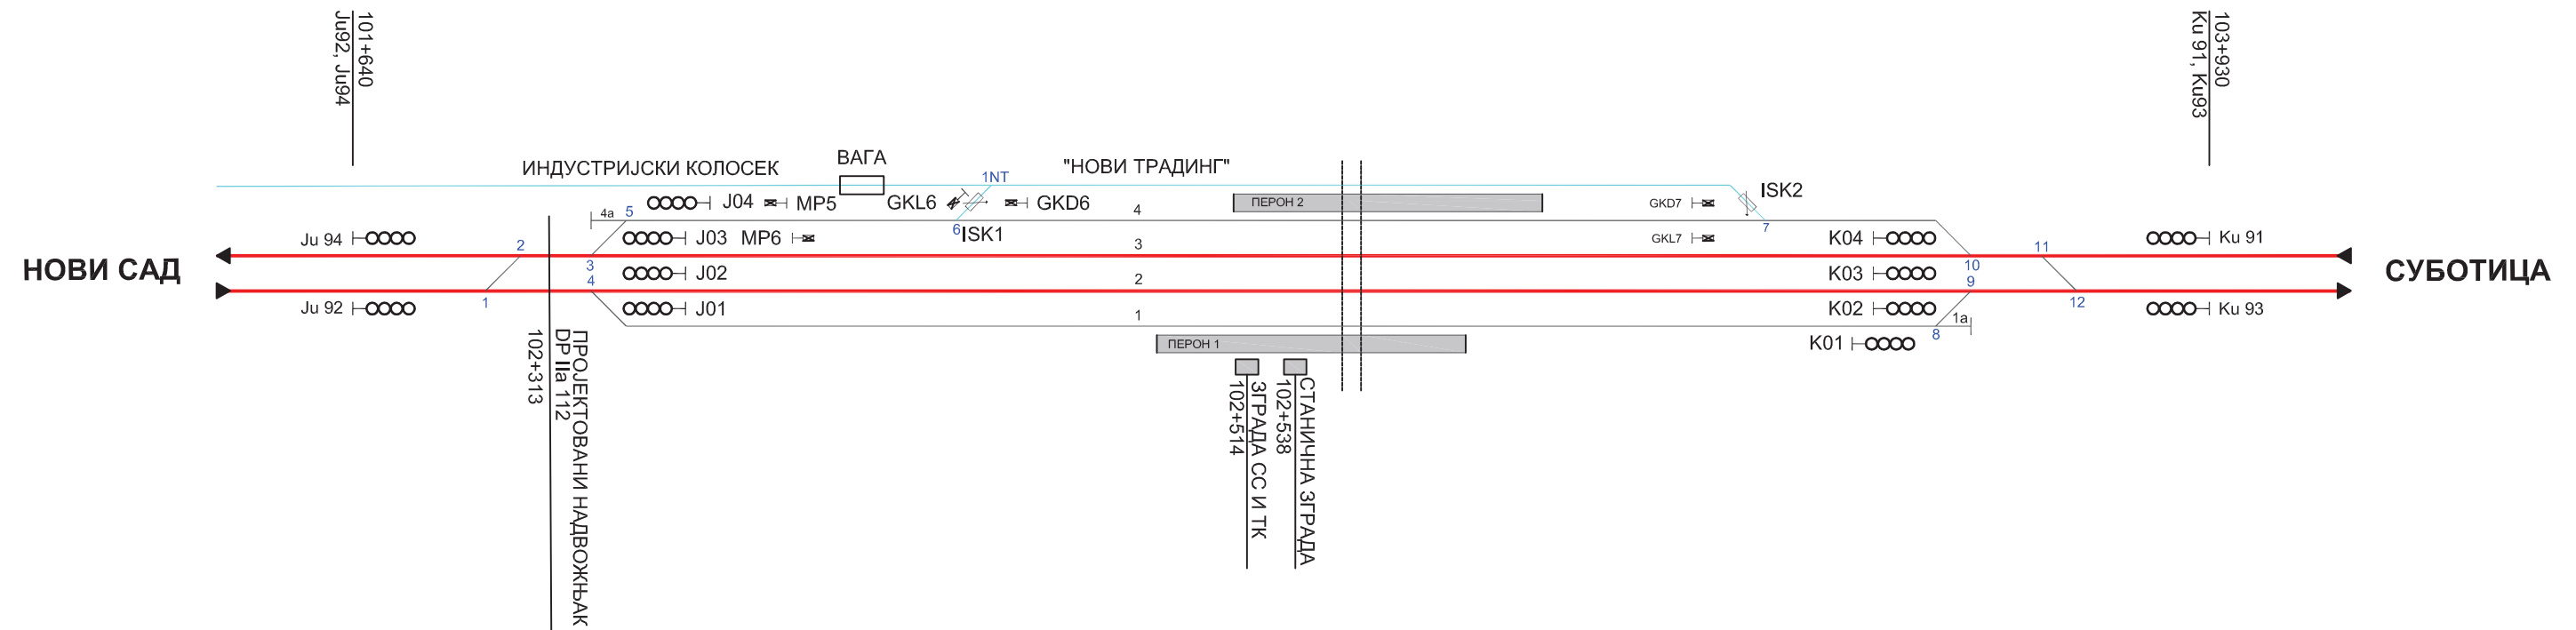 101+640
Ju92, Ju94
103+930
Ku 91, Ku93
ИНДУСТРИЈСКИ КОЛОСЕК
ВАГА
"НОВИ ТРАДИНГ"
1NT
J04
MP5
GKL6
GKD6
4
ПЕРОН 2
GKD7
ISK2
4a
5
6
ISK1
7
Ju 94
2
J03
MP6
3
GKL7
K04
11
Ku 91
НОВИ САД
3
4
J02
2
K03
10
9
СУБОТИЦА
Ju 92
1
J01
1
K02
1a
12
Ku 93
ПЕРОН 1
K01
8
102+313
DP IIa 112
ПРОЈЕКТОВАНИ НАДВОЖЊАК
102+514
ЗГРАДА СС И ТК
102+538
СТАНИЧНА ЗГРАДА